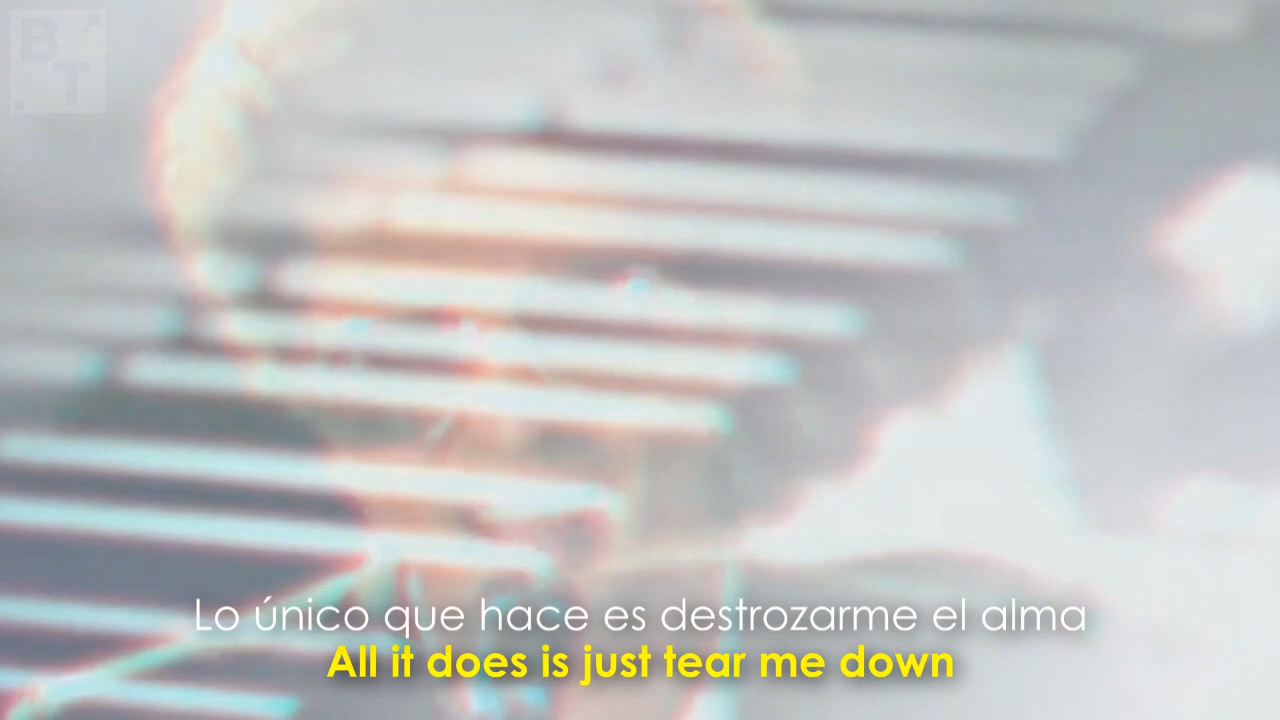 B
T
Lo único que hace es destrozarme el alma
All it does is just tear me down